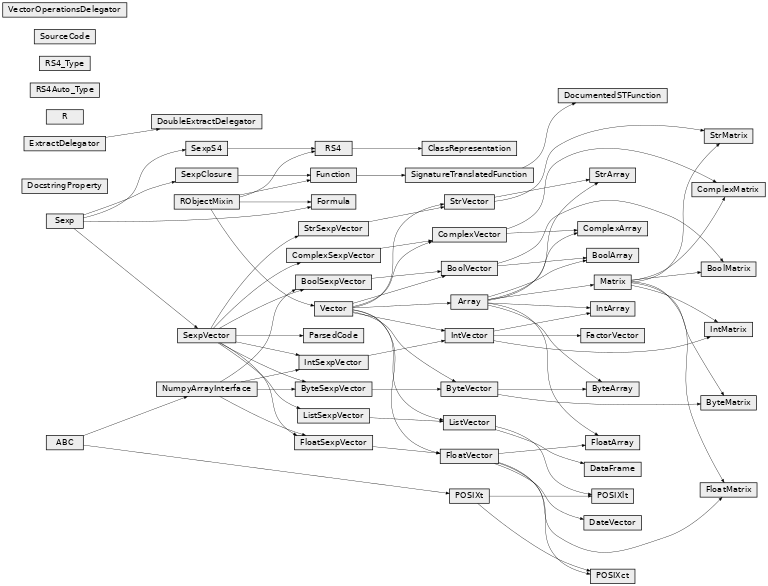 VectorOperationsDelegator
SourceCode
RS4_Type
RS4Auto_Type
R
ExtractDelegator
DocstringProperty
Sexp
ABC
DoubleExtractDelegator
SexpS4
SexpClosure
RObjectMixin
SexpVector
NumpyArrayInterface
RS4
Function
Formula
StrSexpVector
ComplexSexpVector
BoolSexpVector
Vector
ParsedCode
IntSexpVector
ByteSexpVector
ListSexpVector
FloatSexpVector
ClassRepresentation
SignatureTranslatedFunction
StrVector
ComplexVector
BoolVector
Array
IntVector
ByteVector
ListVector
FloatVector
POSIXt
DocumentedSTFunction
StrArray
ComplexArray
BoolArray
Matrix
IntArray
FactorVector
ByteArray
FloatArray
DataFrame
POSIXlt
DateVector
POSIXct
StrMatrix
ComplexMatrix
BoolMatrix
IntMatrix
ByteMatrix
FloatMatrix